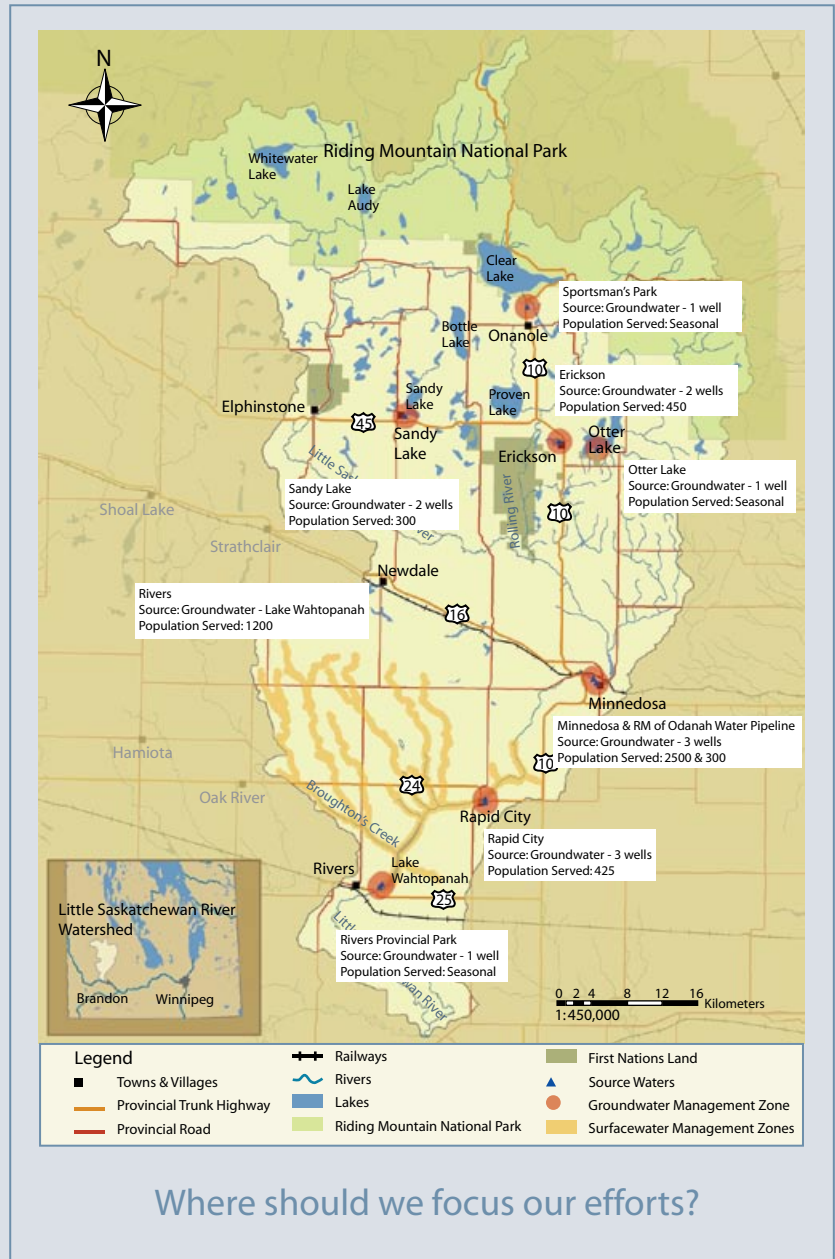 N
Riding Mountain National Park
Whitewater
Lake
Lake
Audy
Clear
Lake
Sportsman's Park
Source: Groundwater - 1 well
Population Served: Seasonal
Bottle
Lake
Onanole
10
Erickson
Source: Groundwater - 2 wells
Population Served: 450
Sandy
Lake
Proven
Lake
Elphinstone
45
Sandy
Lake
Otter
Lake
Erickson
Otter Lake
Source: Groundwater - 1 well
Population Served: Seasonal
Little
Sandy Lake
Source: Groundwater - 2 wells
Population Served: 300
Rolling River
10
Shoal Lake
Strathclair
Newdale
Rivers
Source: Groundwater - Lake Wahtopanah
Population Served: 1200
16
Minnedosa
Minnedosa & RM of Odanah Water Pipeline
Source: Groundwater - 3 wells
Population Served: 2500 & 300
Hamiota
10
Oak River
24
Broughton's Creek
Rapid City
Rapid City
Source: Groundwater - 3 wells
Population Served: 425
Rivers
Lake
Wahtopanah
25
Little Saskatchewan River
Watershed
Brandon
Winnipeg
Rivers Provincial Park
Source: Groundwater - 1 well
Population Served: Seasonal
River
0 2 4 8 12 16
Kilometers
1:450,000
Legend
Towns & Villages
Provincial Trunk Highway
Provincial Road
Railways
Rivers
Lakes
Riding Mountain National Park
First Nations Land
Source Waters
Groundwater Management Zone
Surfacewater Management Zones
Where should we focus our efforts?